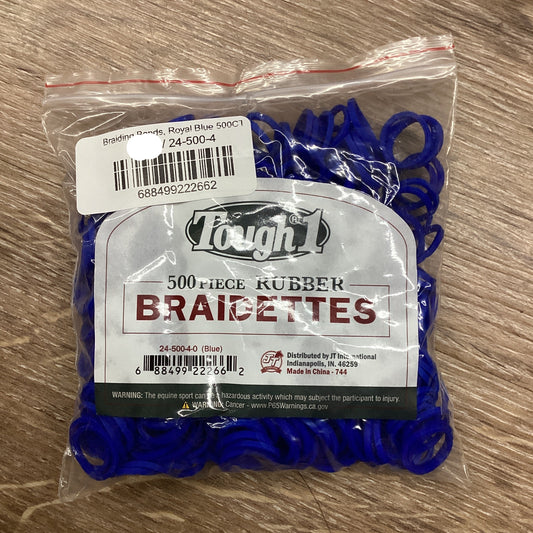 Braiding Bands, Royal Blue 500CT
/ 24-500-4
688499222662
Tough 1
500 PIECE RUBBER
BRAIDETTES
24-500-4-0 (Blue)
6 88499 22266 2
JT
Distributed by JT International
Indianapolis, IN. 46259
Made in China - 744
WARNING: The equine sport can be a hazardous activity which may subject the participant to injury.
WARNING: Cancer - www.P65Warnings.ca.gov